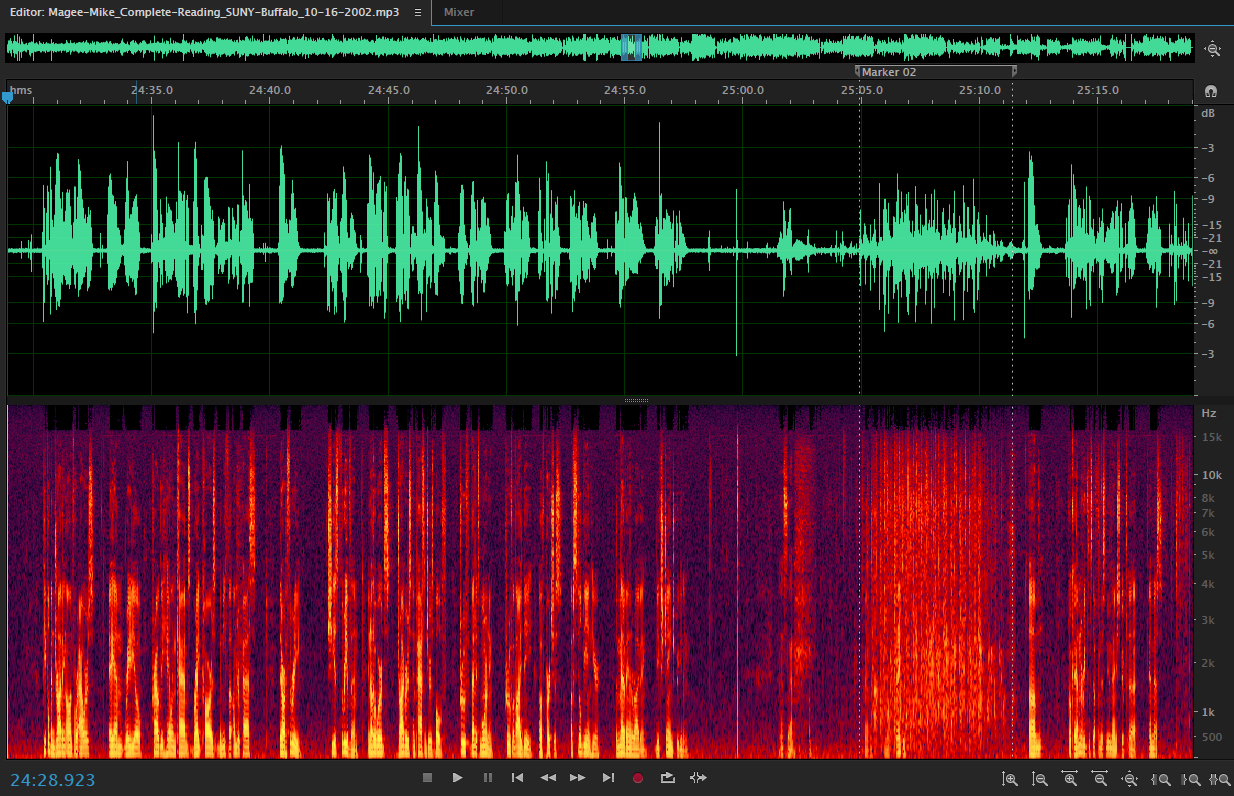 Editor: Magee-Mike_Complete-Reading_SUNY-Buffalo_10-16-2002.mp3 Mixer
Marker 02
hms 24:35.0 24:40.0 24:45.0 24:50.0 24:55.0 25:00.0 25:05.0 25:10.0 25:15.0
dB
-3
-6
-9
-15
-21
-∞
-21
-15
-9
-6
-3
Hz
15k
10k
8k
7k
6k
5k
4k
3k
2k
1k
500
24:28.923